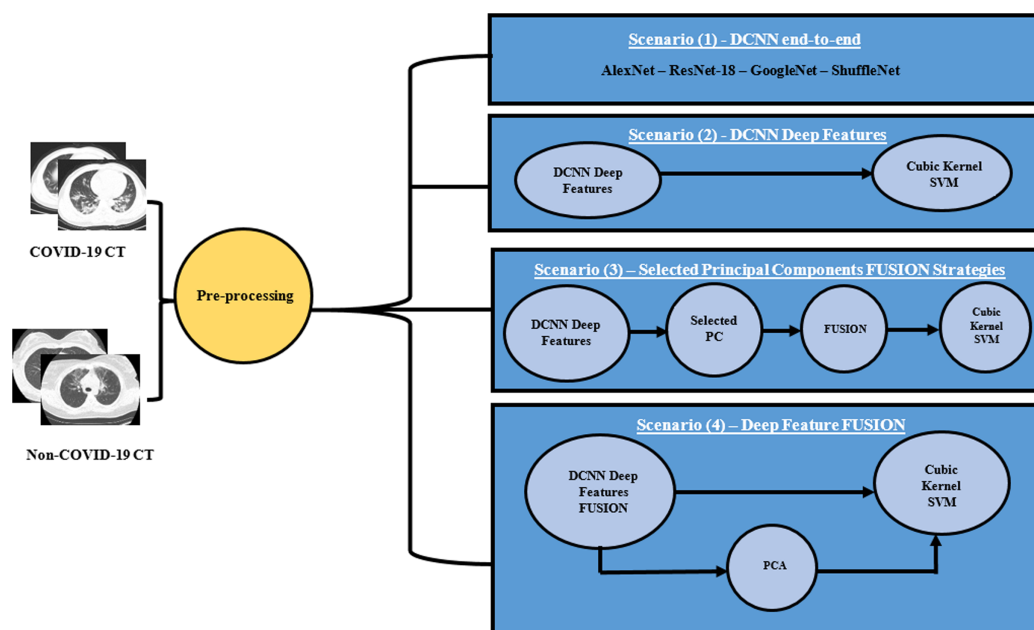 COVID-19 CT
Non-COVID-19 CT
Pre-processing
Scenario (1) - DCNN end-to-end
AlexNet – ResNet-18 – GoogleNet – ShuffleNet
Scenario (2) - DCNN Deep Features
DCNN Deep
Features
Cubic Kernel
SVM
Scenario (3) – Selected Principal Components FUSION Strategies
DCNN Deep
Features
Selected
PC
FUSION
Cubic
Kernel
SVM
Scenario (4) – Deep Feature FUSION
DCNN Deep
Features
FUSION
Cubic
Kernel
SVM
PCA